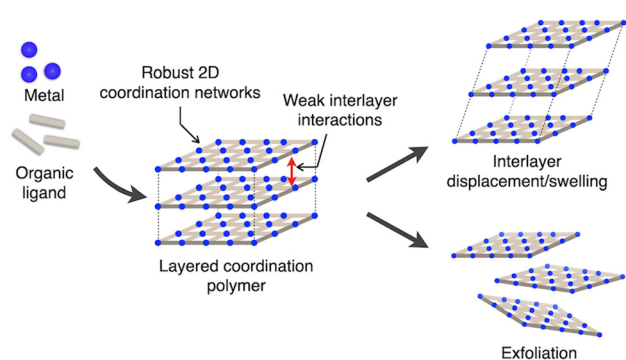 Metal
Organic
ligand
Robust 2D
coordination networks
Weak interlayer
interactions
Layered coordination
polymer
Interlayer
displacement/swelling
Exfoliation